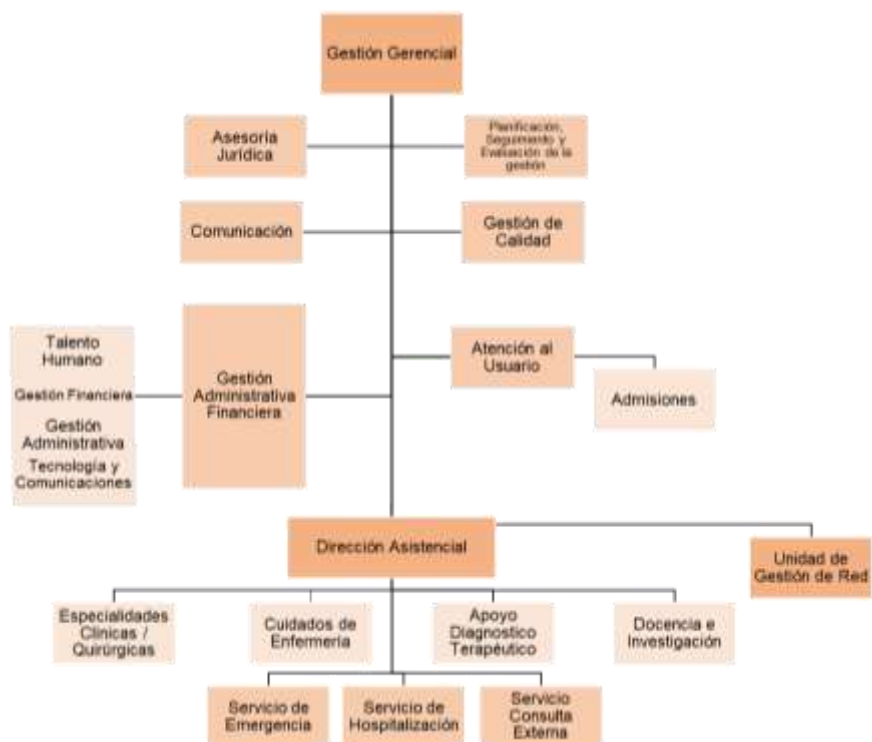 Gestión Gerencial
Asesoría
Jurídica
Planificación,
Seguimiento y
Evaluación de la
gestión
Comunicación
Gestión de
Calidad
Talento
Humano
Gestión Financiera
Gestión
Administrativa
Tecnología y
Comunicaciones
Gestión
Administrativa
Financiera
Atención al
Usuario
Admisiones
Dirección Asistencial
Unidad de
Gestión de Red
Especialidades
Clínicas /
Quirúrgicas
Cuidados de
Enfermería
Apoyo
Diagnostico
Terapéutico
Docencia e
Investigación
Servicio de
Emergencia
Servicio de
Hospitalización
Servicio
Consulta
Externa